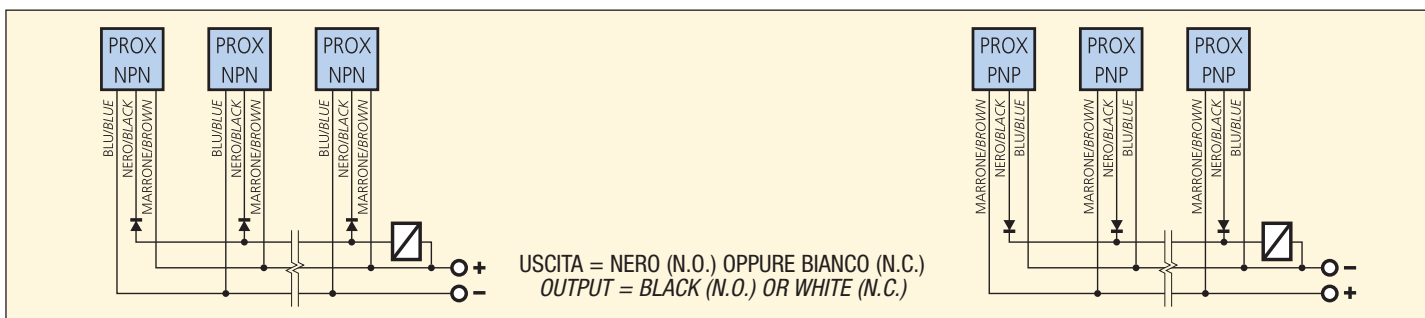 PROX
NPN
PROX
NPN
PROX
NPN
BLU/BLUE
NERO/BLACK
MARRONE/BROWN
BLU/BLUE
NERO/BLACK
MARRONE/BROWN
BLU/BLUE
NERO/BLACK
MARRONE/BROWN
+
−
USCITA = NERO (N.O.) OPPURE BIANCO (N.C.)
OUTPUT = BLACK (N.O.) OR WHITE (N.C.)
PROX
PNP
PROX
PNP
PROX
PNP
MARRONE/BROWN
NERO/BLACK
BLU/BLUE
MARRONE/BROWN
NERO/BLACK
BLU/BLUE
MARRONE/BROWN
NERO/BLACK
BLU/BLUE
−
+